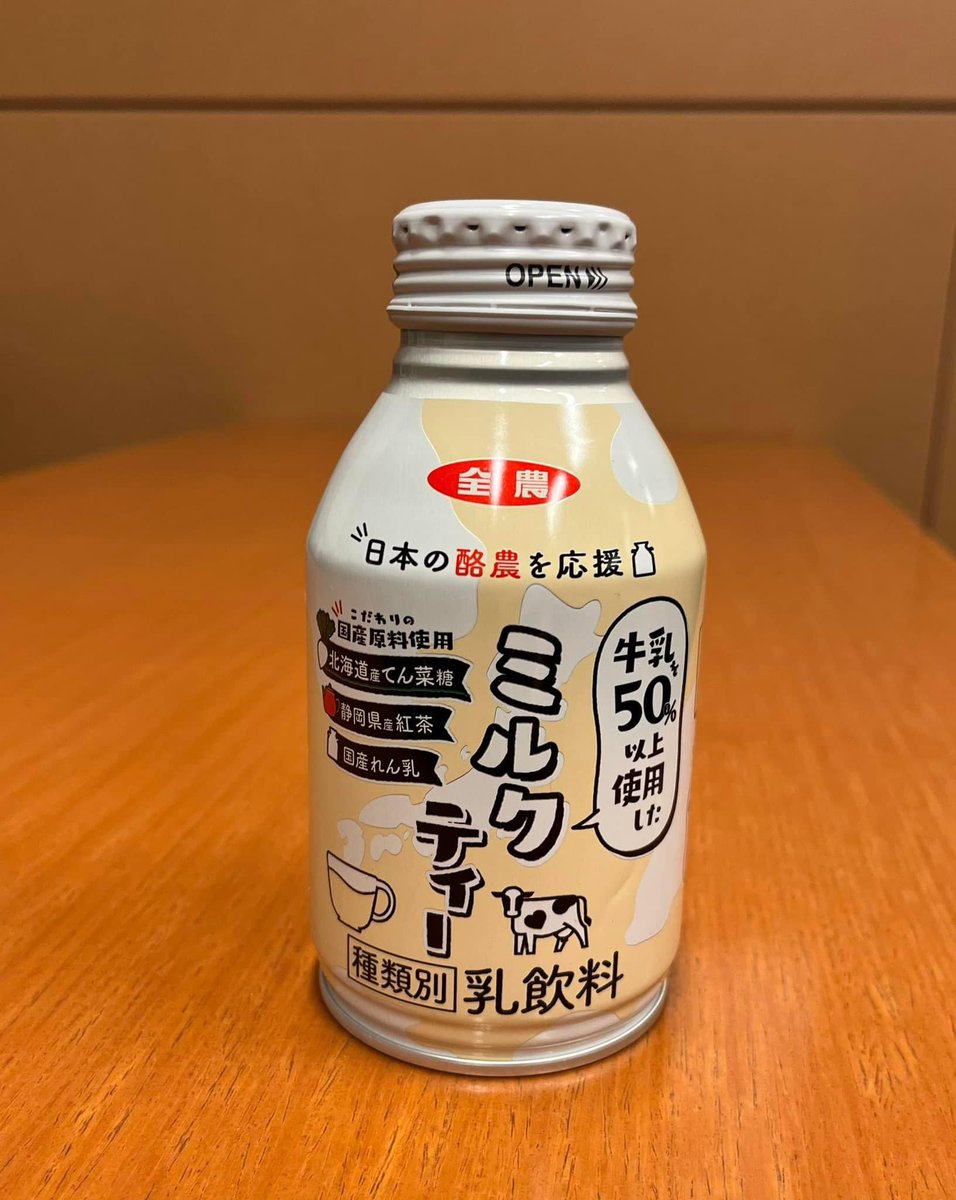 OPEN
全農
日本の酪農を応援
こだわりの
国産原料使用
北海道産てん菜糖
静岡県産紅茶
国産れん乳
ミルク
ティー
牛乳を
50%
以上
使用
した
種類別 乳飲料